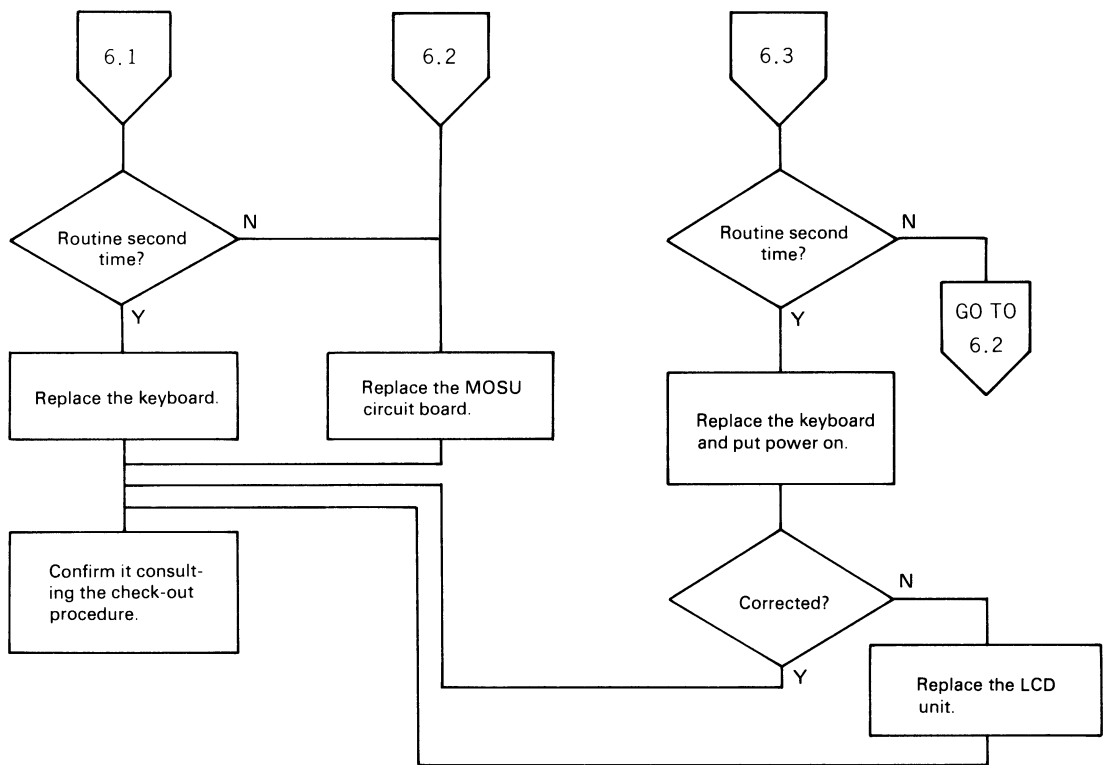 6.1
6.2
6.3
Routine second
time?
N
Y
Routine second
time?
N
Y
GO TO
6.2
Replace the keyboard.
Replace the MOSU
circuit board.
Replace the keyboard
and put power on.
Confirm it consult-
ing the check-out
procedure.
Corrected?
N
Y
Replace the LCD
unit.